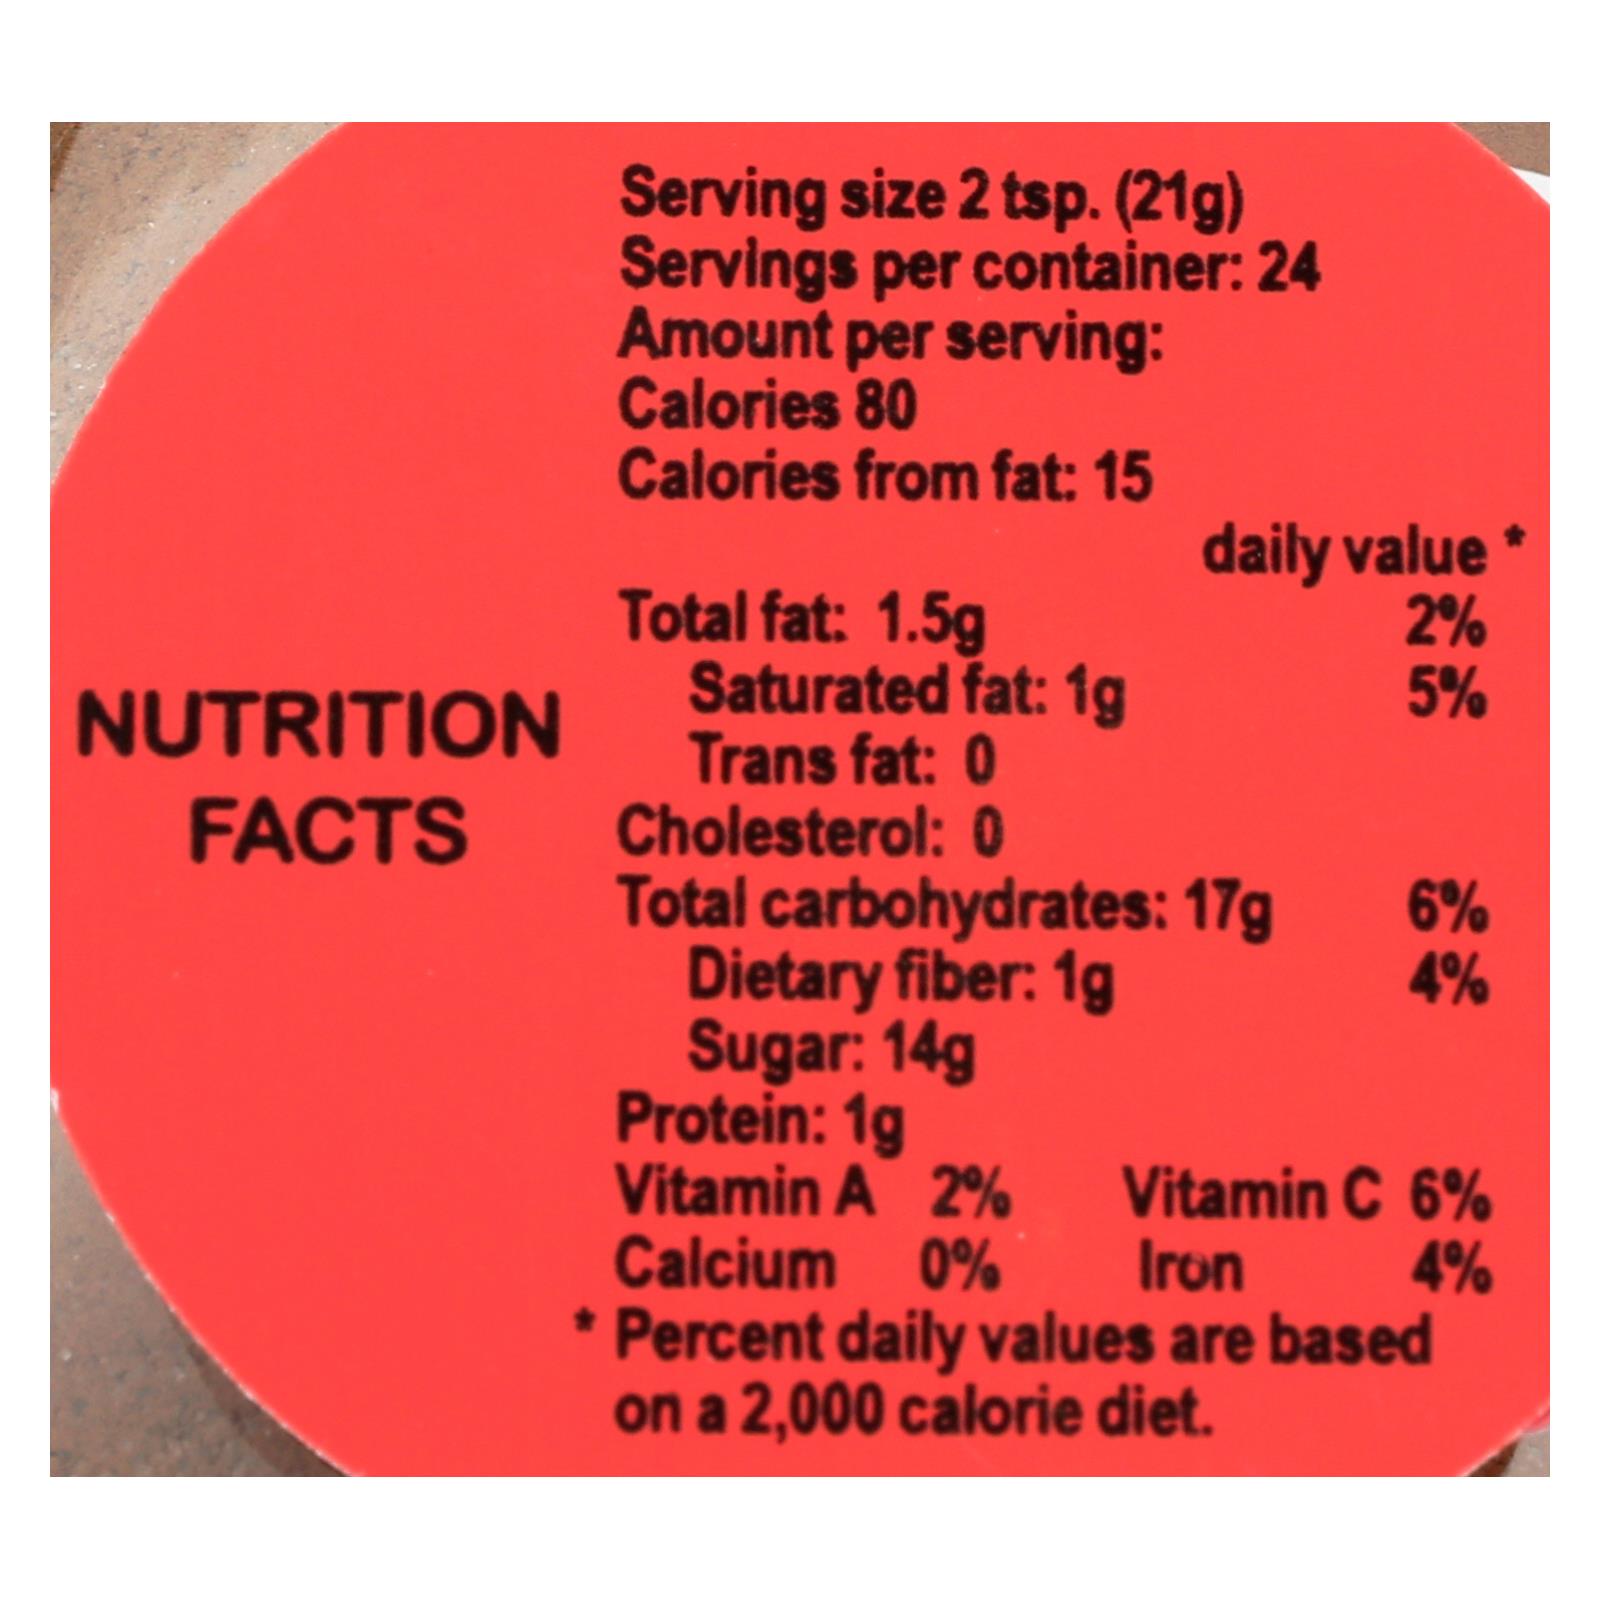 NUTRITION
FACTS
Serving size 2 tsp. (21g)
Servings per container: 24
Amount per serving:
Calories 80
Calories from fat: 15
daily value *
Total fat: 1.5g 2%
Saturated fat: 1g 5%
Trans fat: 0
Cholesterol: 0
Total carbohydrates: 17g 6%
Dietary fiber: 1g 4%
Sugar: 14g
Protein: 1g
Vitamin A 2% Vitamin C 6%
Calcium 0% Iron 4%
* Percent daily values are based
on a 2,000 calorie diet.